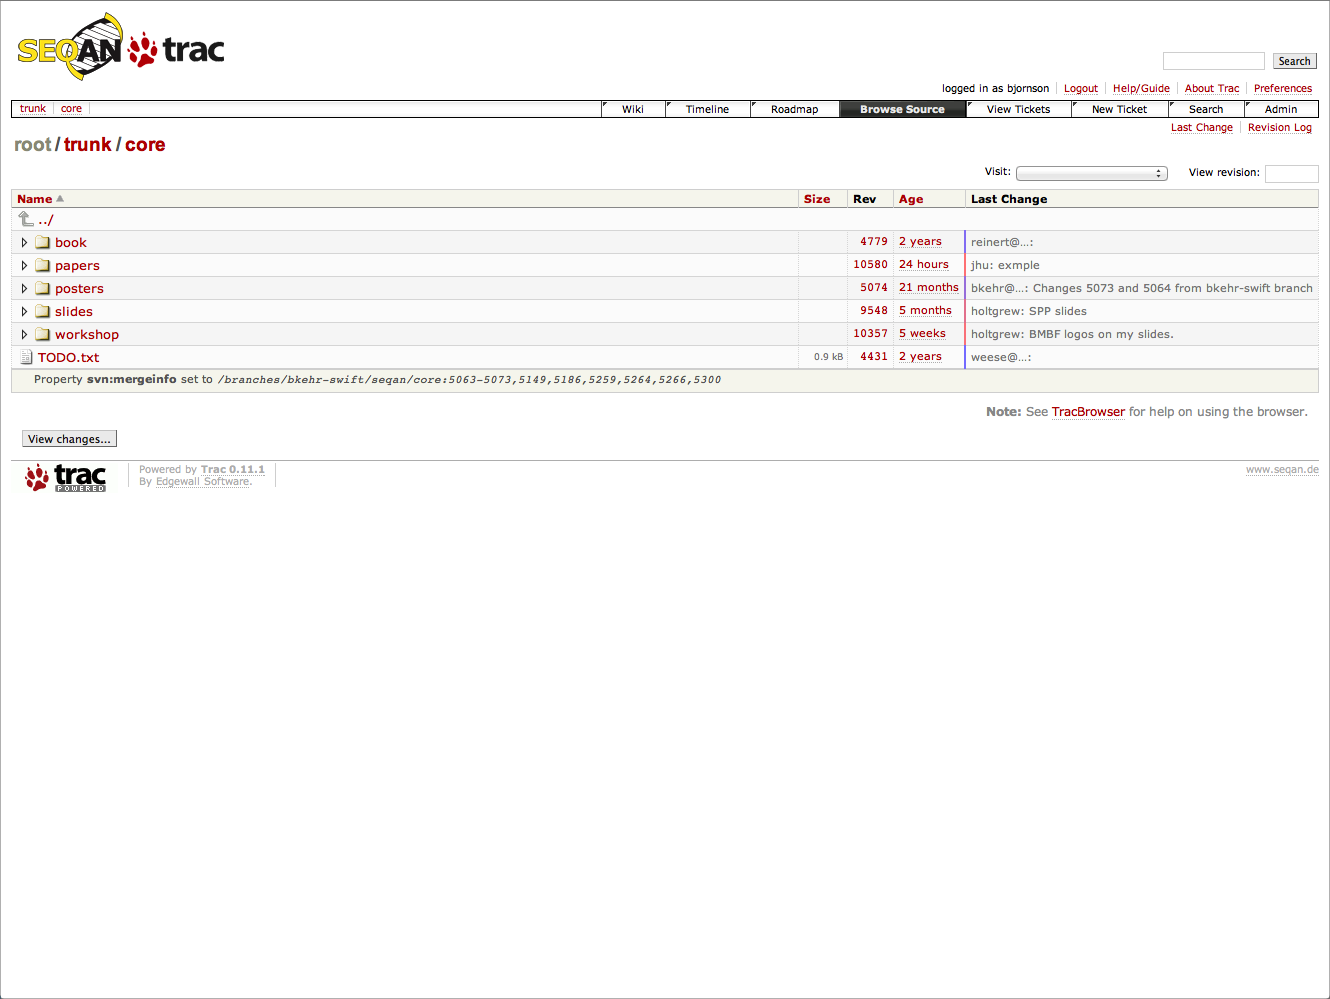 SEQAN trac
Search
logged in as bjornson Logout Help/Guide About Trac Preferences
trunk core Wiki Timeline Roadmap Browse Source View Tickets New Ticket Search Admin
Last Change Revision Log
root / trunk / core
Visit: View revision:
Name Size Rev Age Last Change
../
book 4779 2 years reinert@…:
papers 10580 24 hours jhu: exmple
posters 5074 21 months bkehr@…: Changes 5073 and 5064 from bkehr-swift branch
slides 9548 5 months holtgrew: SPP slides
workshop 10357 5 weeks holtgrew: BMBF logos on my slides.
TODO.txt 0.9 kB 4431 2 years weese@…:
Property svn:mergeinfo set to /branches/bkehr-swift/seqan/core:5063-5073,5149,5186,5259,5264,5266,5300
Note: See TracBrowser for help on using the browser.
View changes...
trac POWERED
Powered by Trac 0.11.1
By Edgewall Software.
www.seqan.de